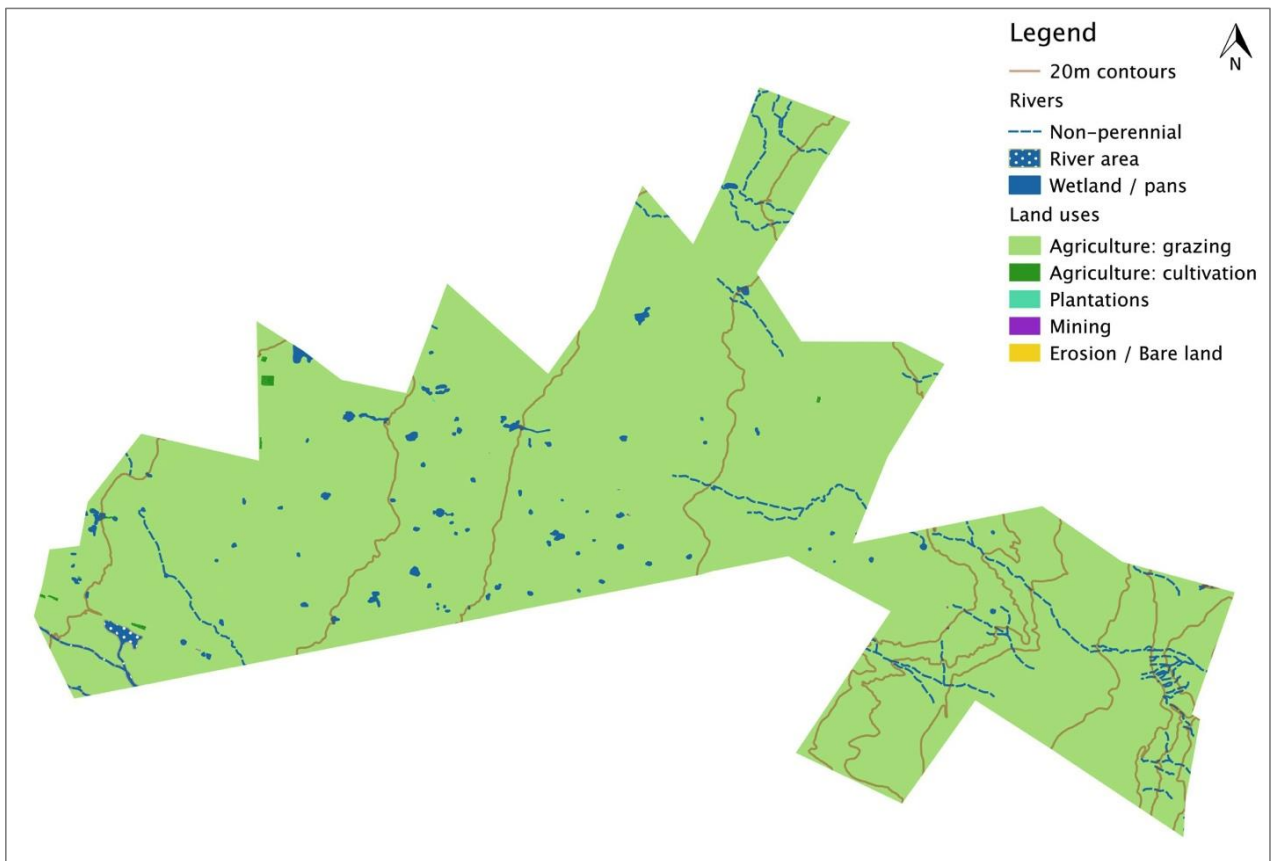 Legend
N
20m contours
Rivers
Non-perennial
River area
Wetland / pans
Land uses
Agriculture: grazing
Agriculture: cultivation
Plantations
Mining
Erosion / Bare land